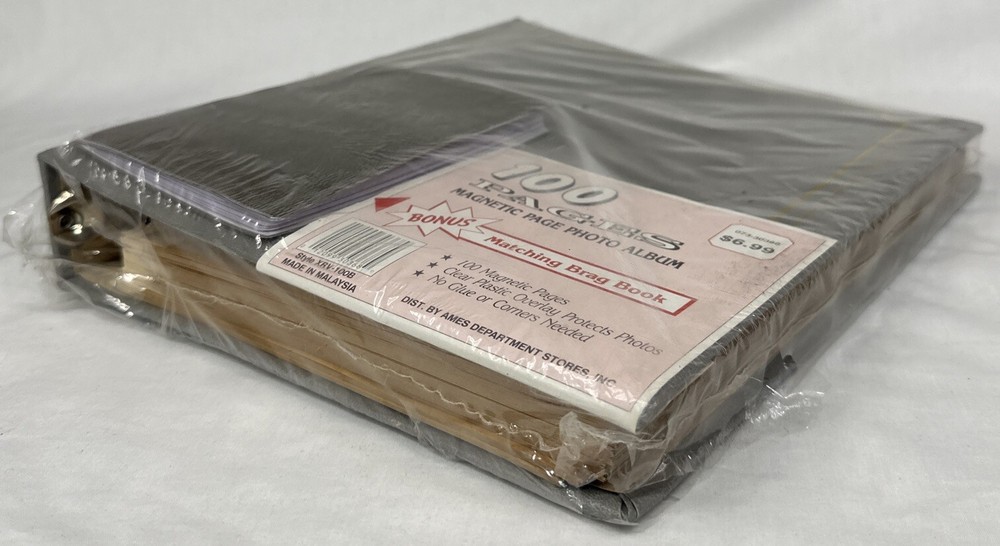 100
PAGES
MAGNETIC PAGE PHOTO ALBUM
$6.99
BONUS
Matching Brag Book
★ 100 Magnetic Pages
★ Clear Plastic Overlay Protects Photos
★ No Glue or Corners Needed
Style XRV-100B
MADE IN MALAYSIA
DIST. BY AMES DEPARTMENT STORES, INC.